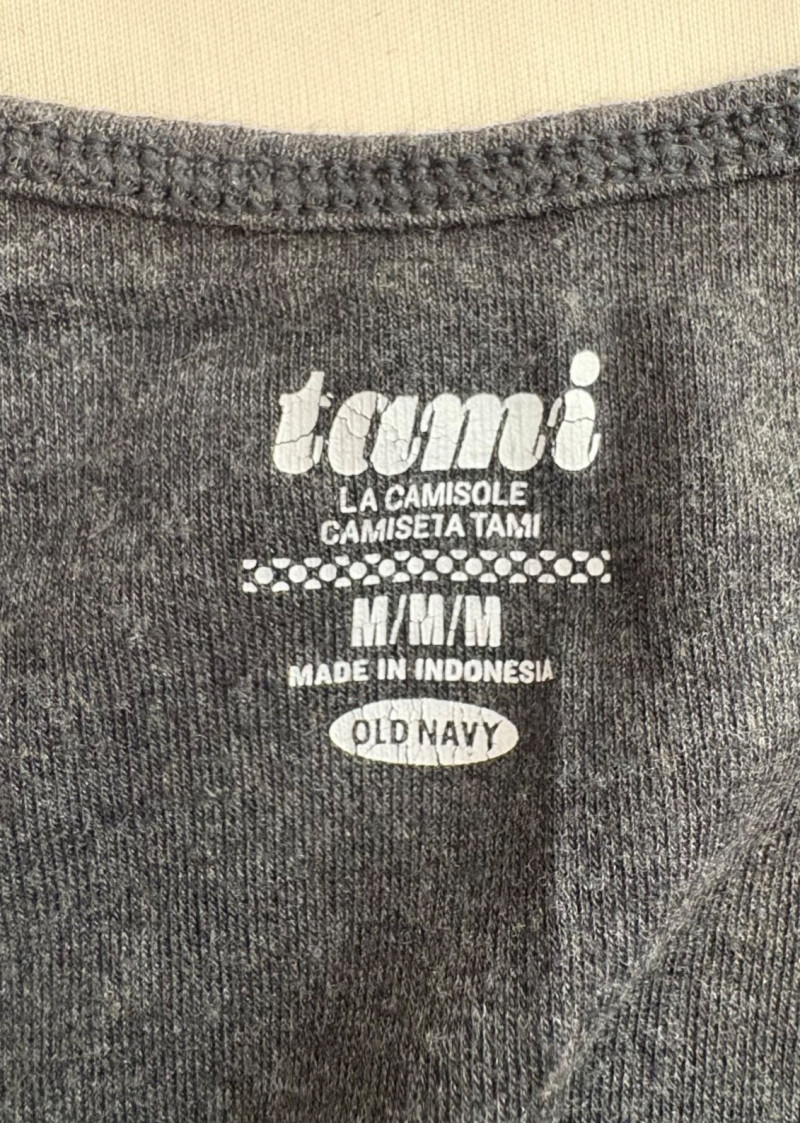 tami
LA CAMISOLE
CAMISETA TAMI
M/M/M
MADE IN INDONESIA
OLD NAVY